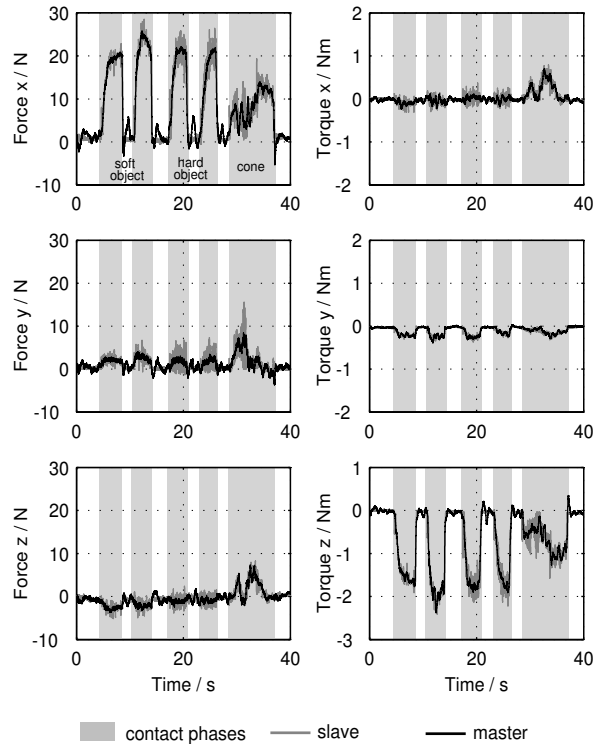 30
20
10
0
-10
Force x / N
soft
object
hard
object
cone
0 20 40
2
1
0
-1
-2
Torque x / Nm
0 20 40
30
20
10
0
-10
Force y / N
0 20 40
2
1
0
-1
-2
Torque y / Nm
0 20 40
30
20
10
0
-10
Force z / N
0 20 40
Time / s
1
0
-1
-2
-3
Torque z / Nm
0 20 40
Time / s
contact phases slave master